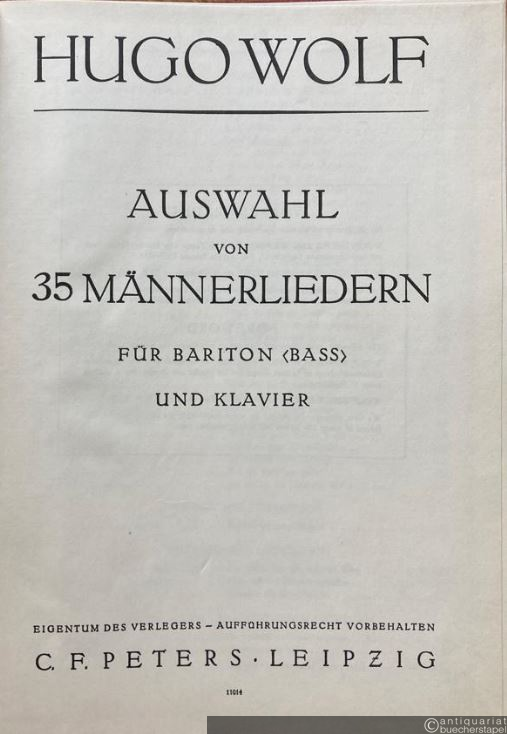 HUGO WOLF
AUSWAHL
VON
35 MÄNNERLIEDERN
FÜR BARITON ‹BASS›
UND KLAVIER
EIGENTUM DES VERLEGERS – AUFFÜHRUNGSRECHT VORBEHALTEN
C. F. PETERS · LEIPZIG
11014
© antiquariat
buecherstapel